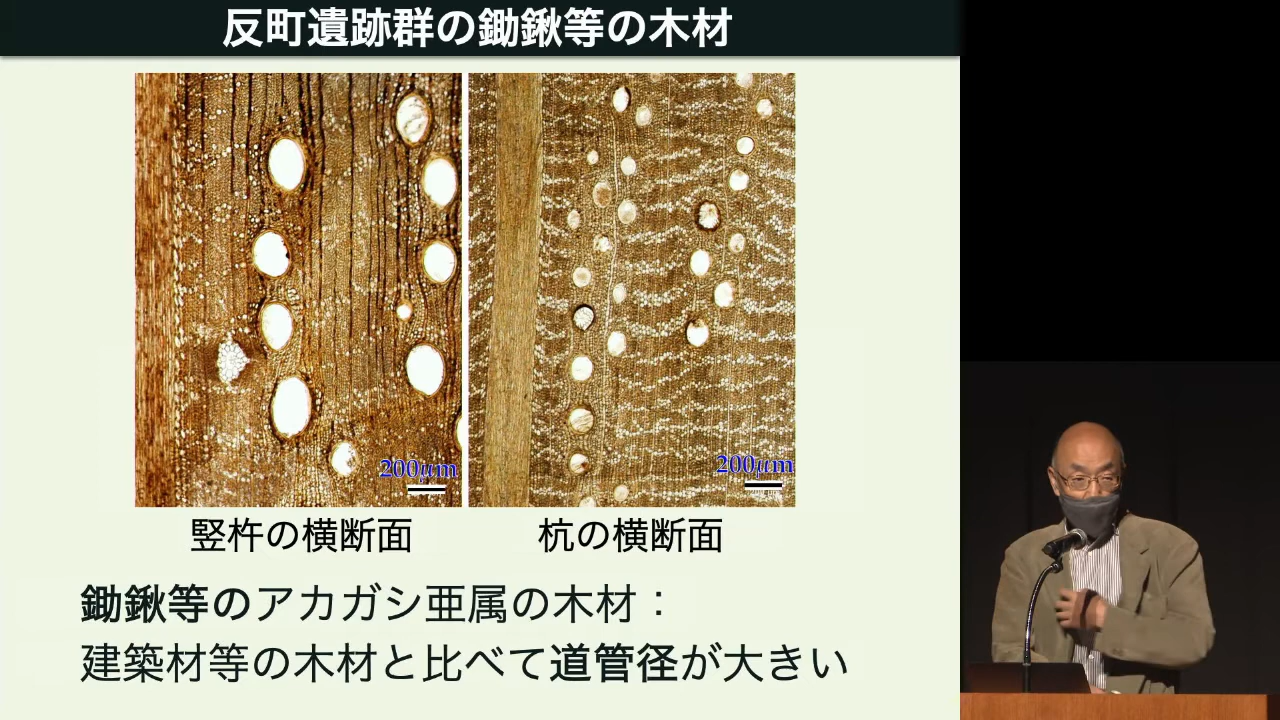 反町遺跡群の鋤鍬等の木材
200μm
200μm
竪杵の横断面
杭の横断面
鋤鍬等のアカガシ亜属の木材：
建築材等の木材と比べて道管径が大きい